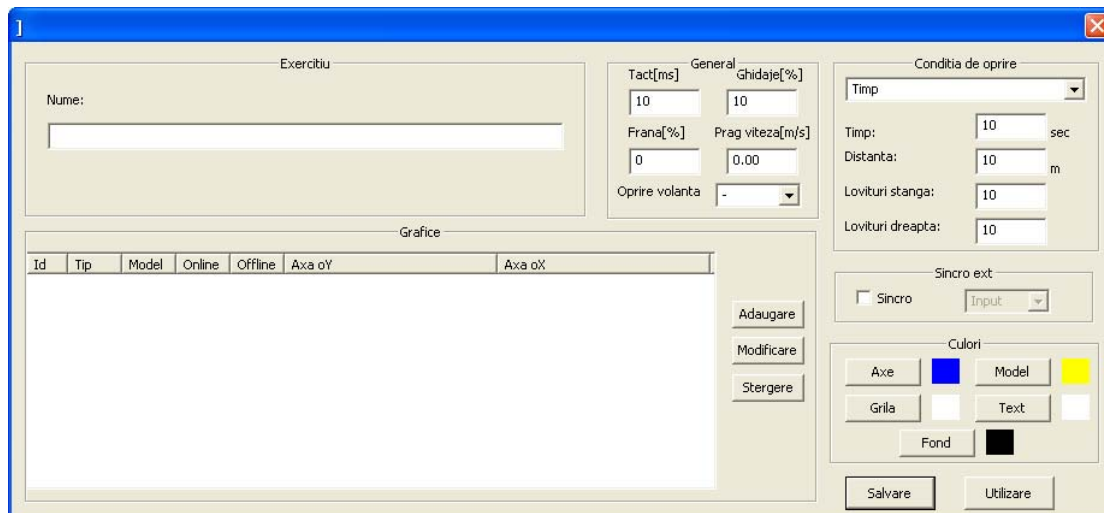 ]
Exercitiu
Nume:
General
Tact[ms] Ghidaje[%]
10 10
Frana[%] Prag viteza[m/s]
0 0.00
Oprire volanta -
Conditia de oprire
Timp
Timp: 10 sec
Distanta: 10 m
Lovituri stanga: 10
Lovituri dreapta: 10
Grafice
Id Tip Model Online Offline Axa oY Axa oX
Adaugare
Modificare
Stergere
Sincro ext
Sincro Input
Culori
Axe Model
Grila Text
Fond
Salvare Utilizare